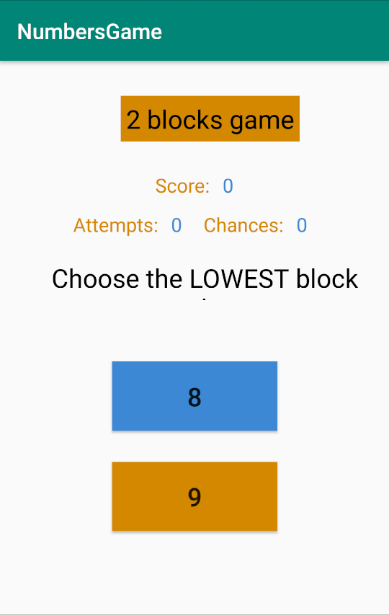 NumbersGame
2 blocks game
Score: 0
Attempts: 0 Chances: 0
Choose the LOWEST block
8
9